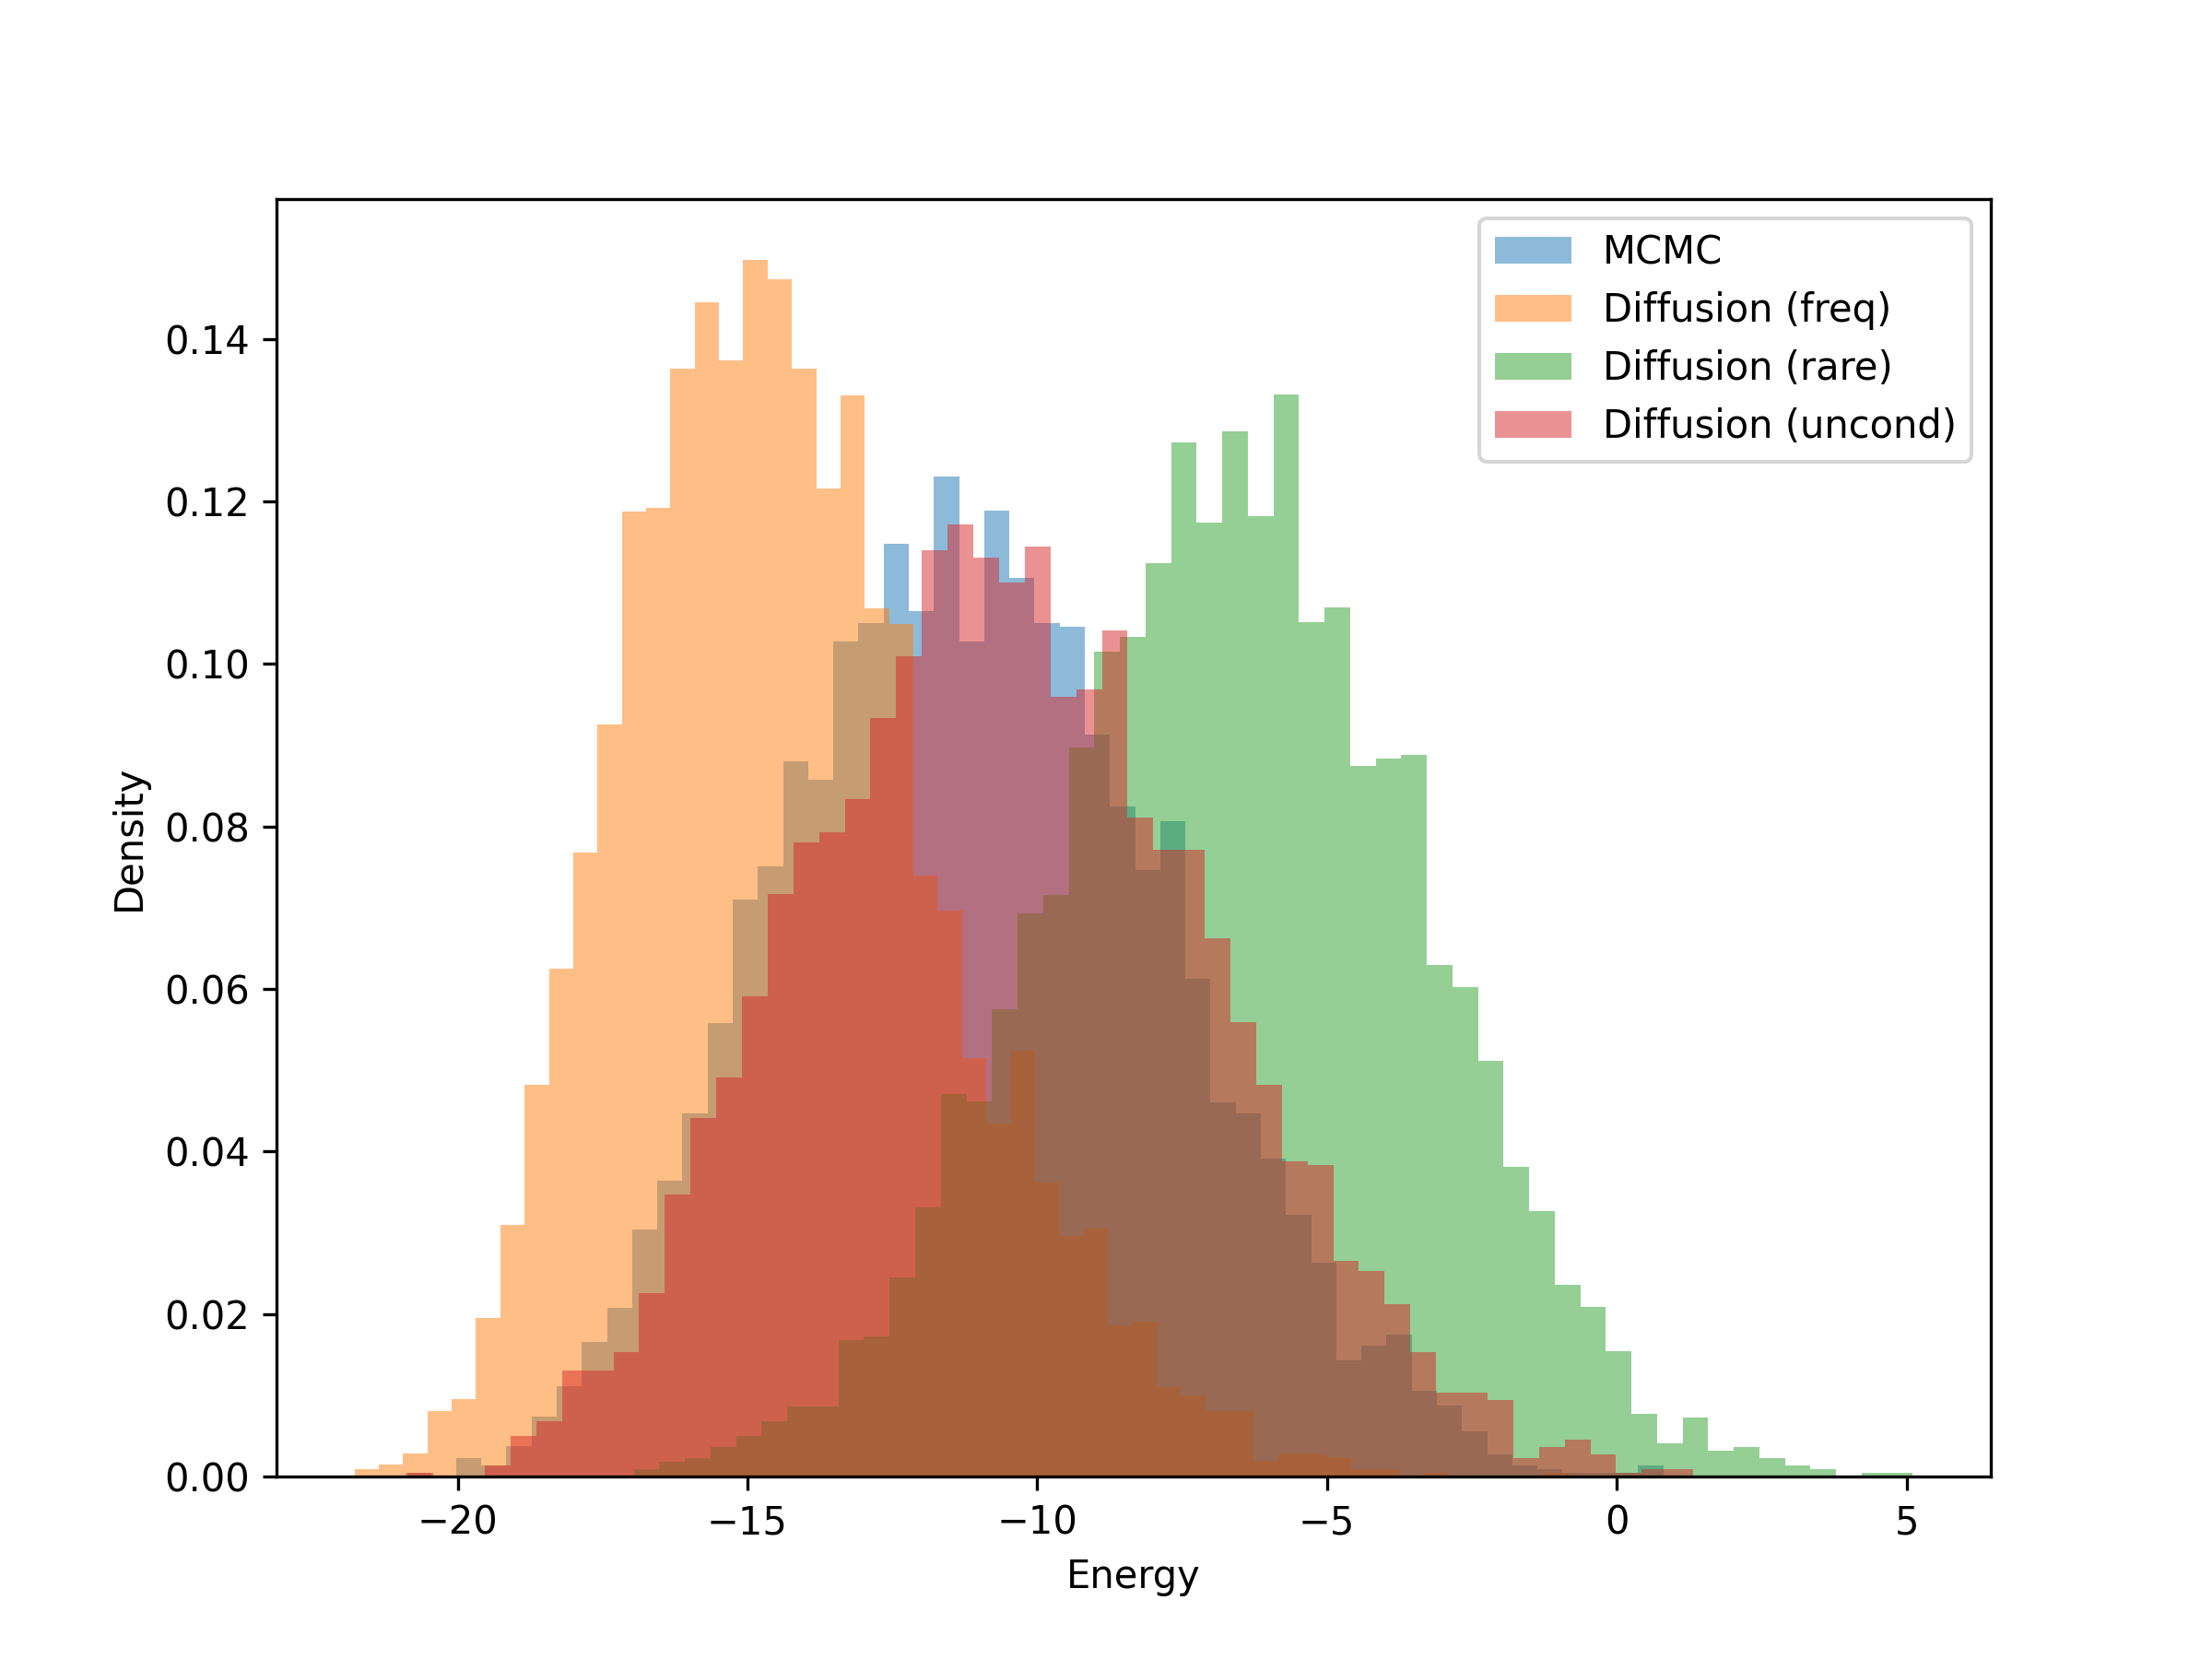 MCMC
Diffusion (freq)
Diffusion (rare)
Diffusion (uncond)
0.14
0.12
0.10
0.08
0.06
0.04
0.02
0.00
Density
−20 −15 −10 −5 0 5
Energy